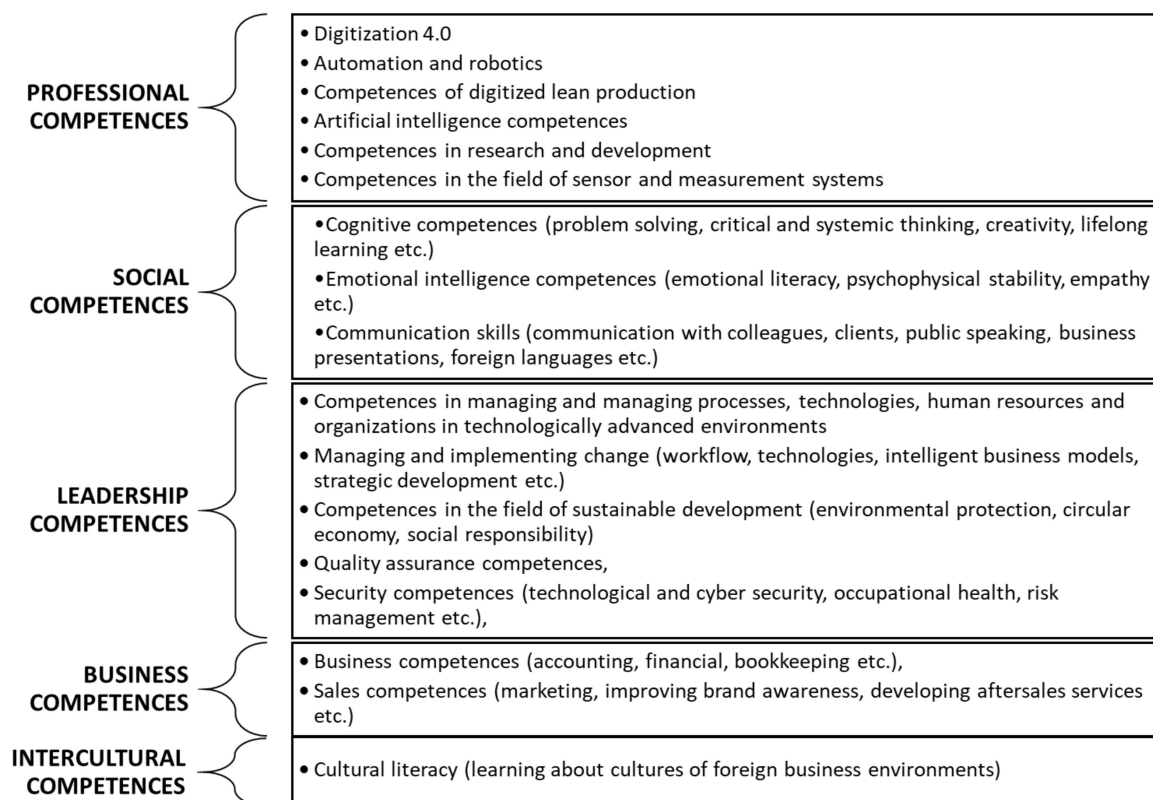 PROFESSIONAL
COMPETENCES
• Digitization 4.0
• Automation and robotics
• Competences of digitized lean production
• Artificial intelligence competences
• Competences in research and development
• Competences in the field of sensor and measurement systems
SOCIAL
COMPETENCES
•Cognitive competences (problem solving, critical and systemic thinking, creativity, lifelong
learning etc.)
•Emotional intelligence competences (emotional literacy, psychophysical stability, empathy
etc.)
•Communication skills (communication with colleagues, clients, public speaking, business
presentations, foreign languages etc.)
LEADERSHIP
COMPETENCES
• Competences in managing and managing processes, technologies, human resources and
organizations in technologically advanced environments
• Managing and implementing change (workflow, technologies, intelligent business models,
strategic development etc.)
• Competences in the field of sustainable development (environmental protection, circular
economy, social responsibility)
• Quality assurance competences,
• Security competences (technological and cyber security, occupational health, risk
management etc.),
BUSINESS
COMPETENCES
• Business competences (accounting, financial, bookkeeping etc.),
• Sales competences (marketing, improving brand awareness, developing aftersales services
etc.)
INTERCULTURAL
COMPETENCES
• Cultural literacy (learning about cultures of foreign business environments)